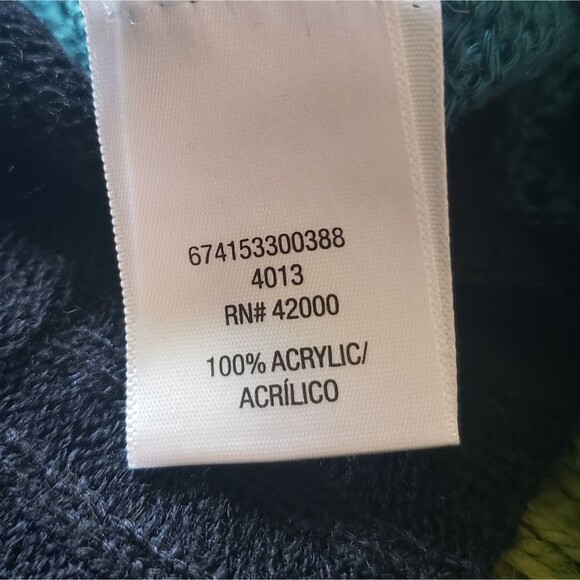 674153300388
4013
RN# 42000
100% ACRYLIC/
ACRÍLICO